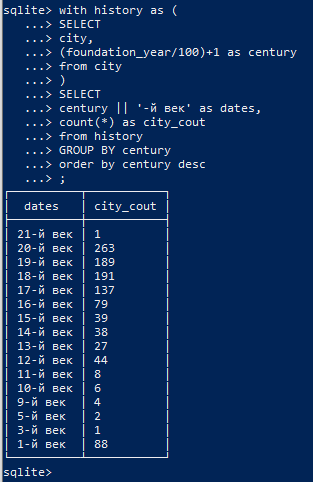 sqlite> with history as (
...> SELECT
...> city,
...> (foundation_year/100)+1 as century
...> from city
...> )
...> SELECT
...> century || '-й век' as dates,
...> count(*) as city_cout
...> from history
...> GROUP BY century
...> order by century desc
...> ;
dates city_cout
21-й век 1
20-й век 263
19-й век 189
18-й век 191
17-й век 137
16-й век 79
15-й век 39
14-й век 38
13-й век 27
12-й век 44
11-й век 8
10-й век 6
9-й век 4
5-й век 2
3-й век 1
1-й век 88
sqlite>